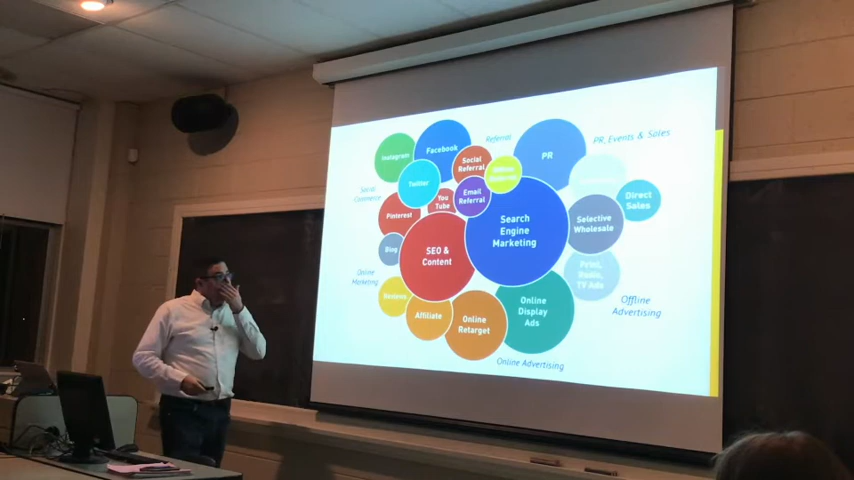 Instagram
Facebook
Referral
Social
Referral
PR
PR, Events & Sales
Twitter
Social
Commerce
You
Tube
Email
Referral
Direct
Sales
Pinterest
Search
Engine
Marketing
Selective
Wholesale
Blog
SEO &
Content
Online
Marketing
Print,
Radio,
TV Ads
Affiliate
Online
Retarget
Online
Display
Ads
Offline
Advertising
Online Advertising